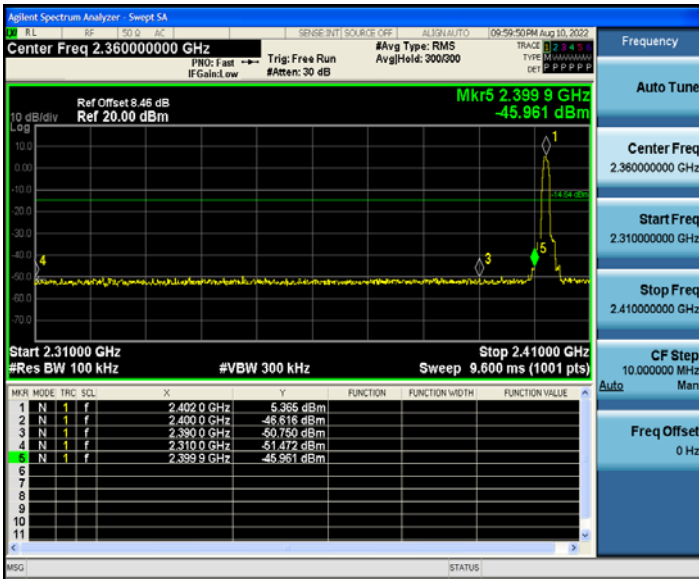 Agilent Spectrum Analyzer - Swept SA
RL RF 50 Ω AC SENSE:INT SOURCE OFF ALIGNAUTO 09:59:50 PM Aug 10, 2022
Center Freq 2.360000000 GHz
PNO: Fast
IFGain:Low
Trig: Free Run
#Atten: 30 dB
#Avg Type: RMS
Avg|Hold: 300/300
TRACE 1 2 3 4 5 6
TYPE M
DET P P P P P P
Mkr5 2.399 9 GHz
-45.961 dBm
Ref Offset 8.46 dB
10 dB/div Ref 20.00 dBm
Log
10.0
0.00
-10.0
-20.0
-30.0
-40.0
-50.0
-60.0
-70.0
1
-14.64 dBm
4
3
5
Start 2.31000 GHz Stop 2.41000 GHz
#Res BW 100 kHz #VBW 300 kHz Sweep 9.600 ms (1001 pts)
MKR MODE TRC SCL X Y FUNCTION FUNCTION WIDTH FUNCTION VALUE
1 N 1 f 2.402 0 GHz 5.365 dBm
2 N 1 f 2.400 0 GHz -46.616 dBm
3 N 1 f 2.390 0 GHz -50.750 dBm
4 N 1 f 2.310 0 GHz -51.472 dBm
5 N 1 f 2.399 9 GHz -45.961 dBm
6
7
8
9
10
11
MSG STATUS
Frequency
Auto Tune
Center Freq
2.360000000 GHz
Start Freq
2.310000000 GHz
Stop Freq
2.410000000 GHz
CF Step
10.000000 MHz
Auto Man
Freq Offset
0 Hz